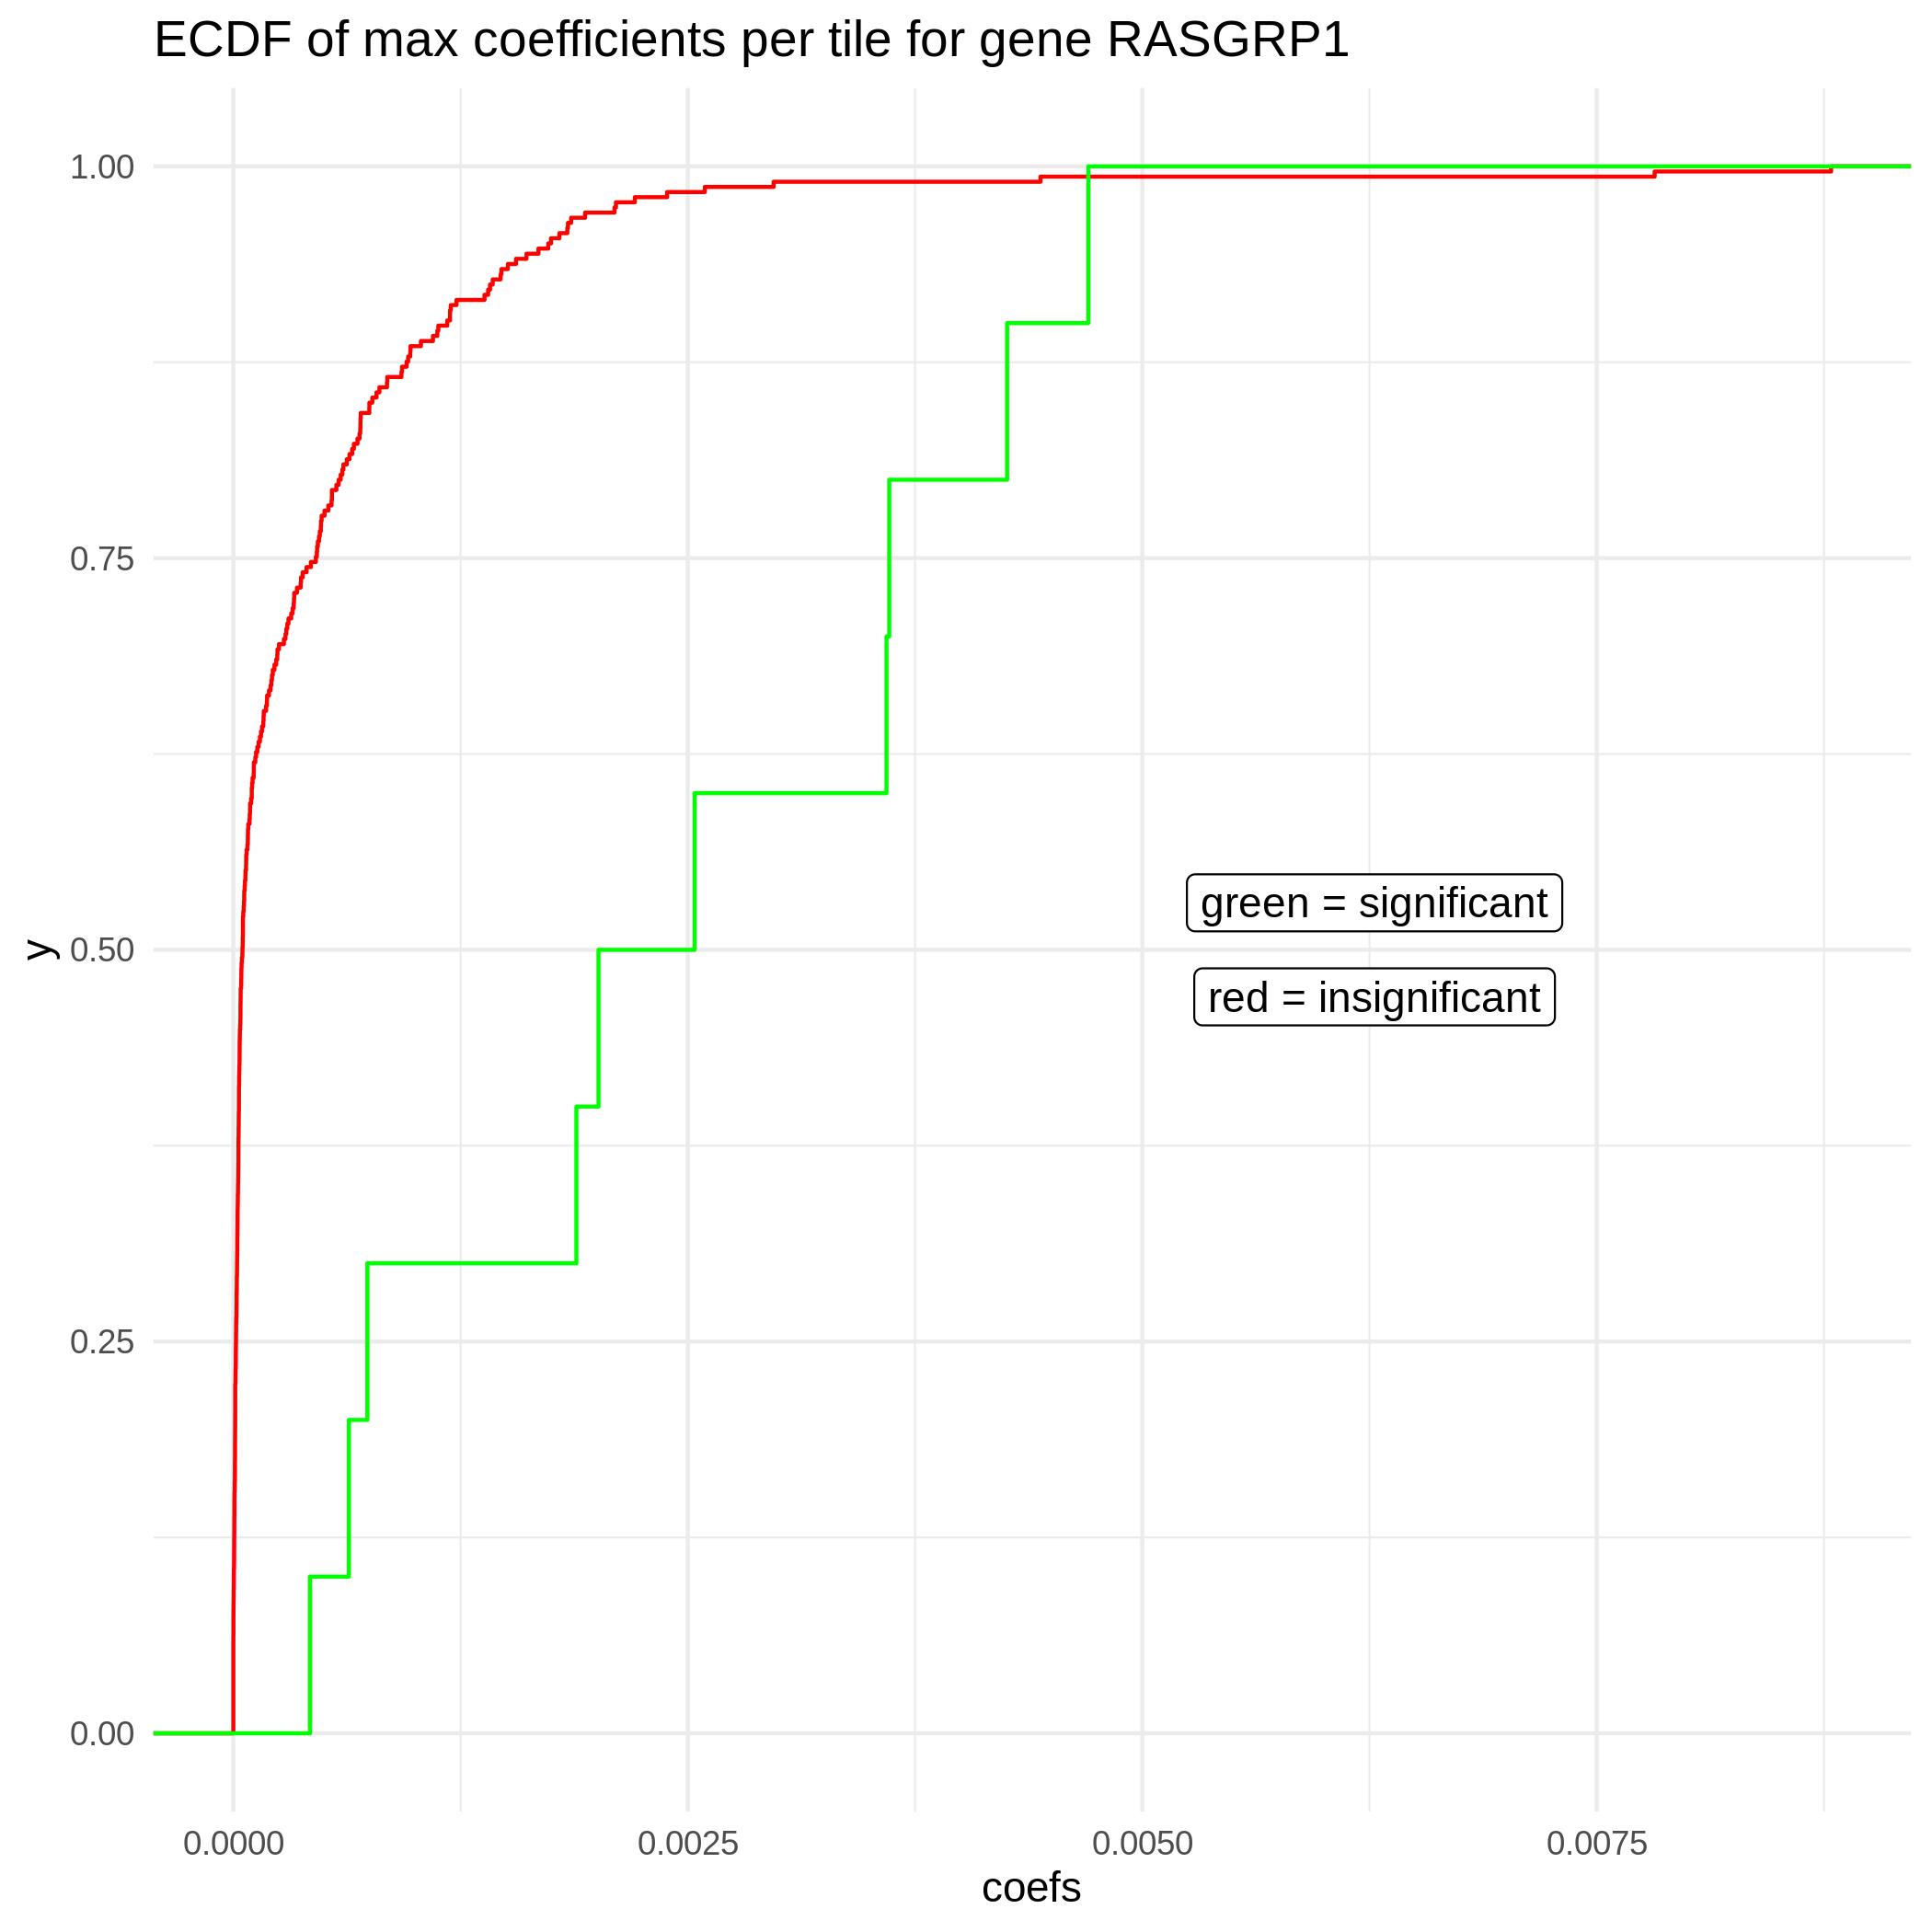 ECDF of max coefficients per tile for gene RASGRP1
1.00
0.75
0.50
0.25
0.00
y
green = significant
red = insignificant
0.0000 0.0025 0.0050 0.0075
coefs